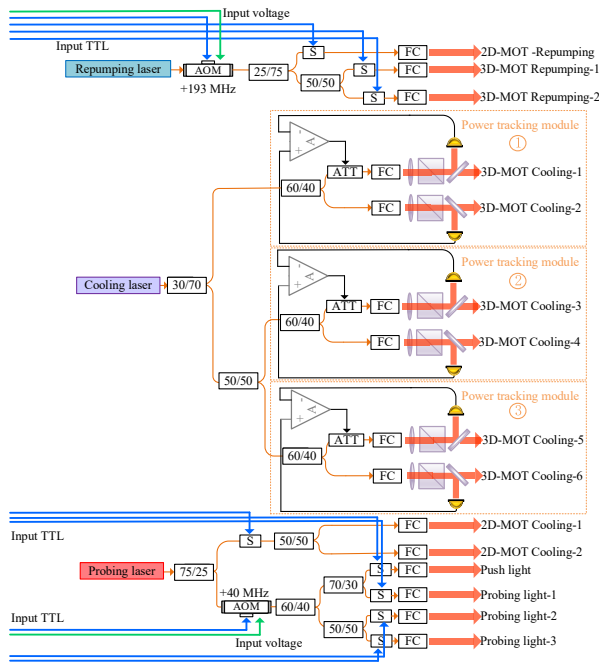 Input voltage
Input TTL
S
FC
2D-MOT -Repumping
Repumping laser
AOM
25/75
S
FC
3D-MOT Repumping-1
+193 MHz
50/50
S
FC
3D-MOT Repumping-2
Power tracking module
①
- + A
ATT
FC
3D-MOT Cooling-1
60/40
FC
3D-MOT Cooling-2
Power tracking module
②
- + A
Cooling laser
30/70
ATT
FC
3D-MOT Cooling-3
60/40
FC
3D-MOT Cooling-4
50/50
Power tracking module
③
- + A
ATT
FC
3D-MOT Cooling-5
60/40
FC
3D-MOT Cooling-6
Input TTL
S
50/50
FC
2D-MOT Cooling-1
FC
2D-MOT Cooling-2
Probing laser
75/25
S
FC
Push light
+40 MHz
70/30
AOM
60/40
S
FC
Probing light-1
Input TTL
S
FC
Probing light-2
50/50
Input voltage
S
FC
Probing light-3